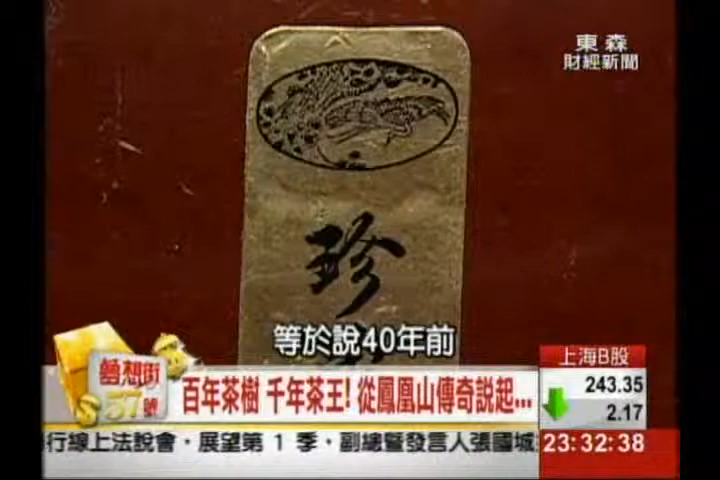 東森
財經新聞
珍
等於說40年前
夢想街
57號
百年茶樹 千年茶王!從鳳凰山傳奇說起...
上海B股
243.35
2.17
行線上法說會‧展望第 1 季‧副總暨發言人張國城
23:32:38